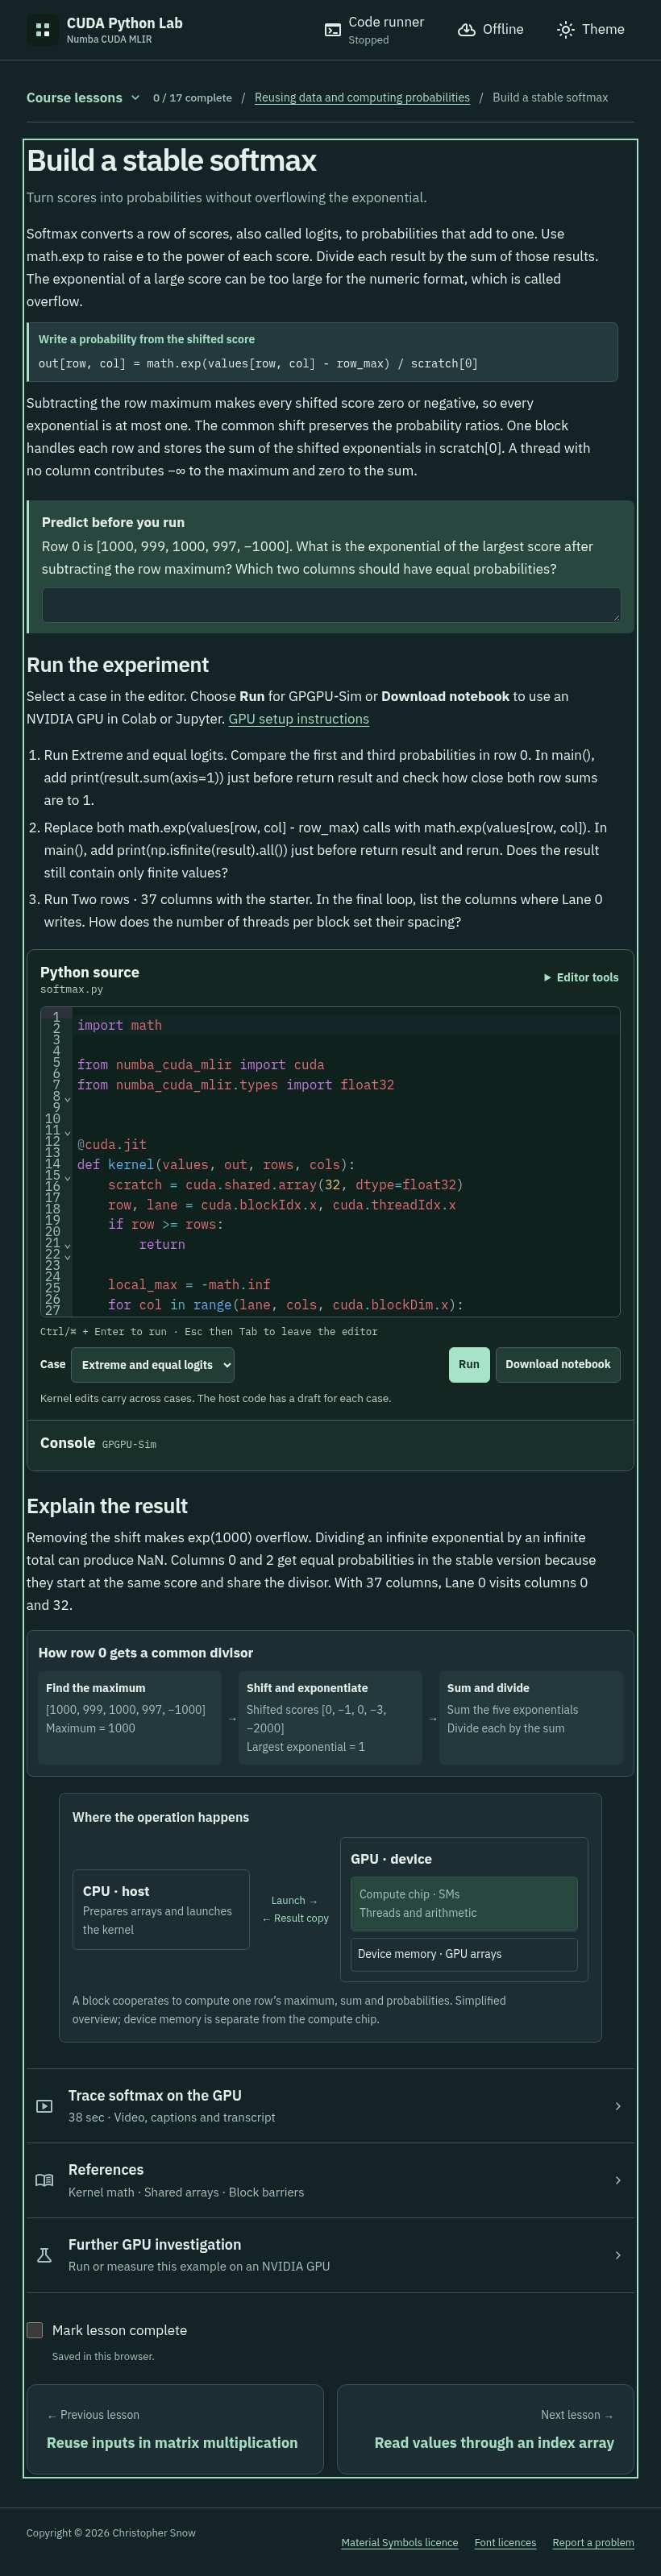 CUDA Python Lab
Numba CUDA MLIR
Code runner
Stopped
Offline
Theme
Course lessons
0 / 17 complete / Reusing data and computing probabilities / Build a stable softmax
Build a stable softmax
Turn scores into probabilities without overflowing the exponential.
Softmax converts a row of scores, also called logits, to probabilities that add to one. Use
math.exp to raise e to the power of each score. Divide each result by the sum of those results.
The exponential of a large score can be too large for the numeric format, which is called
overflow.
Write a probability from the shifted score
out[row, col] = math.exp(values[row, col] - row_max) / scratch[0]
Subtracting the row maximum makes every shifted score zero or negative, so every
exponential is at most one. The common shift preserves the probability ratios. One block
handles each row and stores the sum of the shifted exponentials in scratch[0]. A thread with
no column contributes −∞ to the maximum and zero to the sum.
Predict before you run
Row 0 is [1000, 999, 1000, 997, −1000]. What is the exponential of the largest score after
subtracting the row maximum? Which two columns should have equal probabilities?
Run the experiment
Select a case in the editor. Choose Run for GPGPU-Sim or Download notebook to use an
NVIDIA GPU in Colab or Jupyter. GPU setup instructions
1. Run Extreme and equal logits. Compare the first and third probabilities in row 0. In main(),
add print(result.sum(axis=1)) just before return result and check how close both row sums
are to 1.
2. Replace both math.exp(values[row, col] - row_max) calls with math.exp(values[row, col]). In
main(), add print(np.isfinite(result).all()) just before return result and rerun. Does the result
still contain only finite values?
3. Run Two rows · 37 columns with the starter. In the final loop, list the columns where Lane 0
writes. How does the number of threads per block set their spacing?
Python source
softmax.py
▶ Editor tools
1
2
3
4
5
6
7
8
9
10
11
12
13
14
15
16
17
18
19
20
21
22
23
24
25
26
27
import math
from numba_cuda_mlir import cuda
from numba_cuda_mlir.types import float32
@cuda.jit
def kernel(values, out, rows, cols):
scratch = cuda.shared.array(32, dtype=float32)
row, lane = cuda.blockIdx.x, cuda.threadIdx.x
if row >= rows:
return
local_max = -math.inf
for col in range(lane, cols, cuda.blockDim.x):
Ctrl/⌘ + Enter to run · Esc then Tab to leave the editor
Case
Extreme and equal logits
Run
Download notebook
Kernel edits carry across cases. The host code has a draft for each case.
Console GPGPU-Sim
Explain the result
Removing the shift makes exp(1000) overflow. Dividing an infinite exponential by an infinite
total can produce NaN. Columns 0 and 2 get equal probabilities in the stable version because
they start at the same score and share the divisor. With 37 columns, Lane 0 visits columns 0
and 32.
How row 0 gets a common divisor
Find the maximum
[1000, 999, 1000, 997, −1000]
Maximum = 1000
→
Shift and exponentiate
Shifted scores [0, −1, 0, −3,
−2000]
Largest exponential = 1
→
Sum and divide
Sum the five exponentials
Divide each by the sum
Where the operation happens
CPU · host
Prepares arrays and launches
the kernel
Launch →
← Result copy
GPU · device
Compute chip · SMs
Threads and arithmetic
Device memory · GPU arrays
A block cooperates to compute one row’s maximum, sum and probabilities. Simplified
overview; device memory is separate from the compute chip.
Trace softmax on the GPU
38 sec · Video, captions and transcript
References
Kernel math · Shared arrays · Block barriers
Further GPU investigation
Run or measure this example on an NVIDIA GPU
Mark lesson complete
Saved in this browser.
← Previous lesson
Reuse inputs in matrix multiplication
Next lesson →
Read values through an index array
Copyright © 2026 Christopher Snow
Material Symbols licence
Font licences
Report a problem